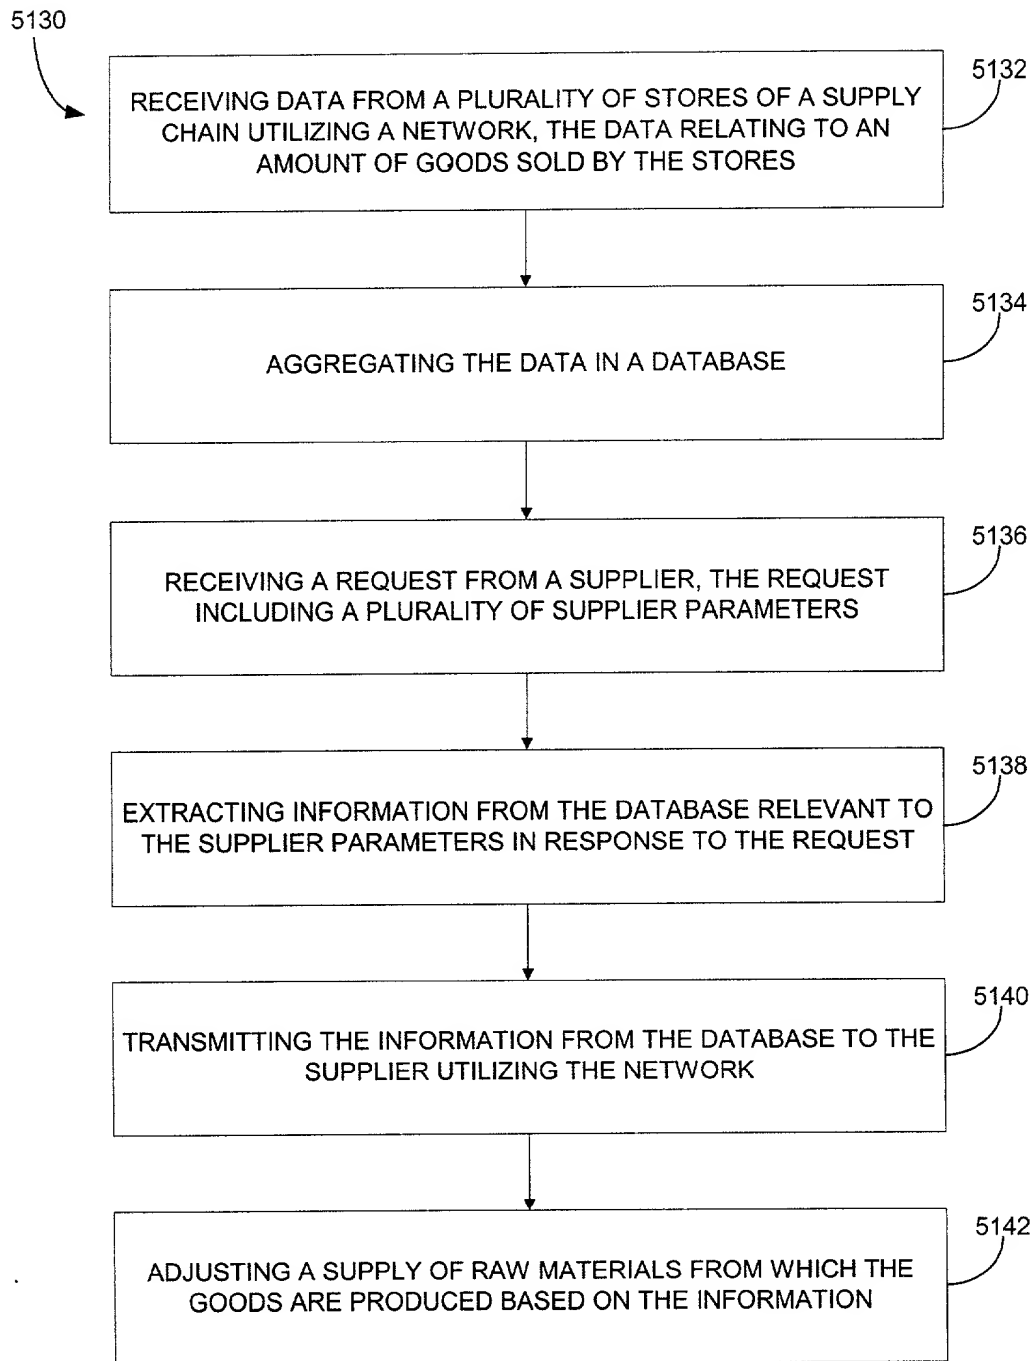 5130
5132
RECEIVING DATA FROM A PLURALITY OF STORES OF A SUPPLY
CHAIN UTILIZING A NETWORK, THE DATA RELATING TO AN
AMOUNT OF GOODS SOLD BY THE STORES
5134
AGGREGATING THE DATA IN A DATABASE
5136
RECEIVING A REQUEST FROM A SUPPLIER, THE REQUEST
INCLUDING A PLURALITY OF SUPPLIER PARAMETERS
5138
EXTRACTING INFORMATION FROM THE DATABASE RELEVANT TO
THE SUPPLIER PARAMETERS IN RESPONSE TO THE REQUEST
5140
TRANSMITTING THE INFORMATION FROM THE DATABASE TO THE
SUPPLIER UTILIZING THE NETWORK
5142
ADJUSTING A SUPPLY OF RAW MATERIALS FROM WHICH THE
GOODS ARE PRODUCED BASED ON THE INFORMATION